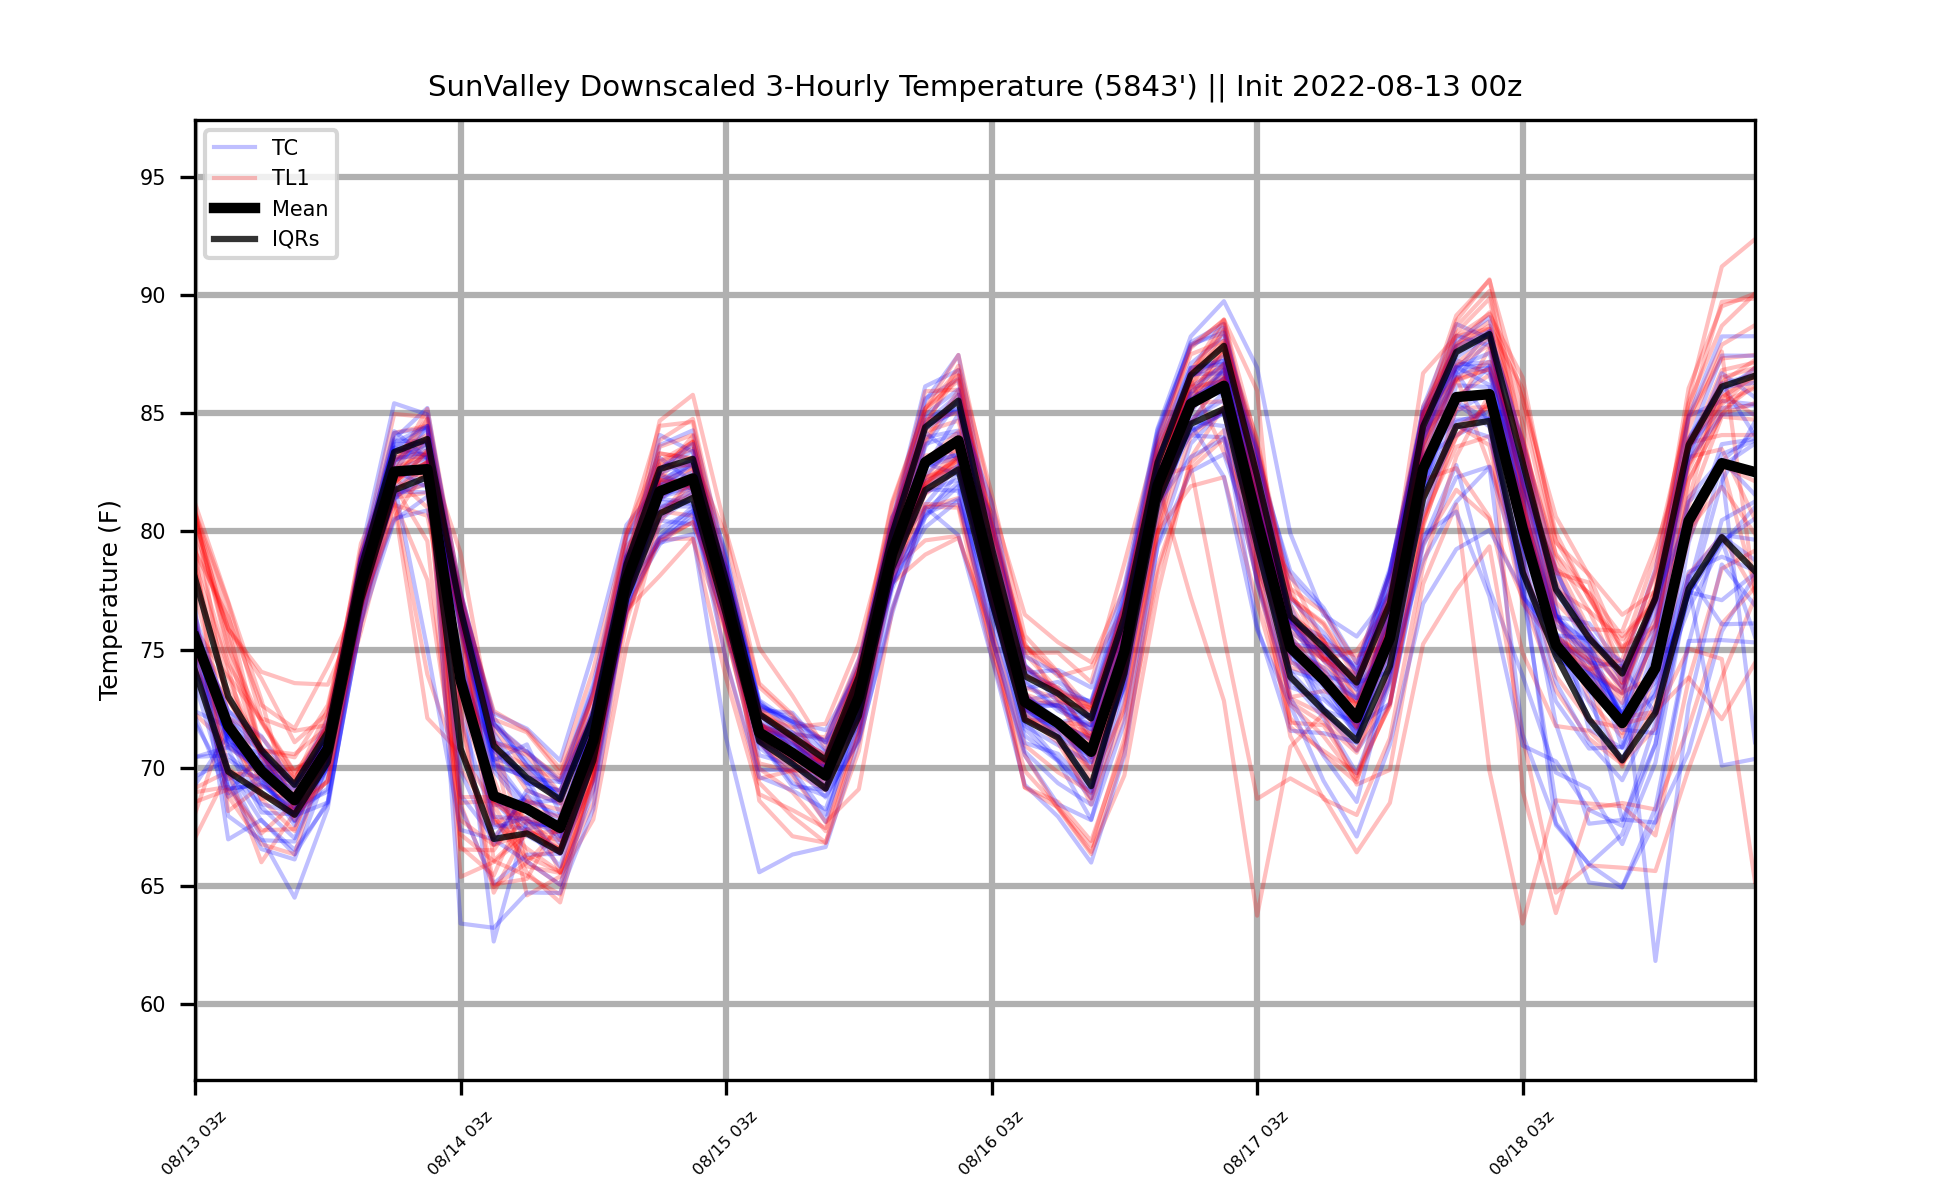 SunValley Downscaled 3-Hourly Temperature (5843') || Init 2022-08-13 00z
TC
TL1
Mean
IQRs
Temperature (F)
95
90
85
80
75
70
65
60
08/13 03z
08/14 03z
08/15 03z
08/16 03z
08/17 03z
08/18 03z